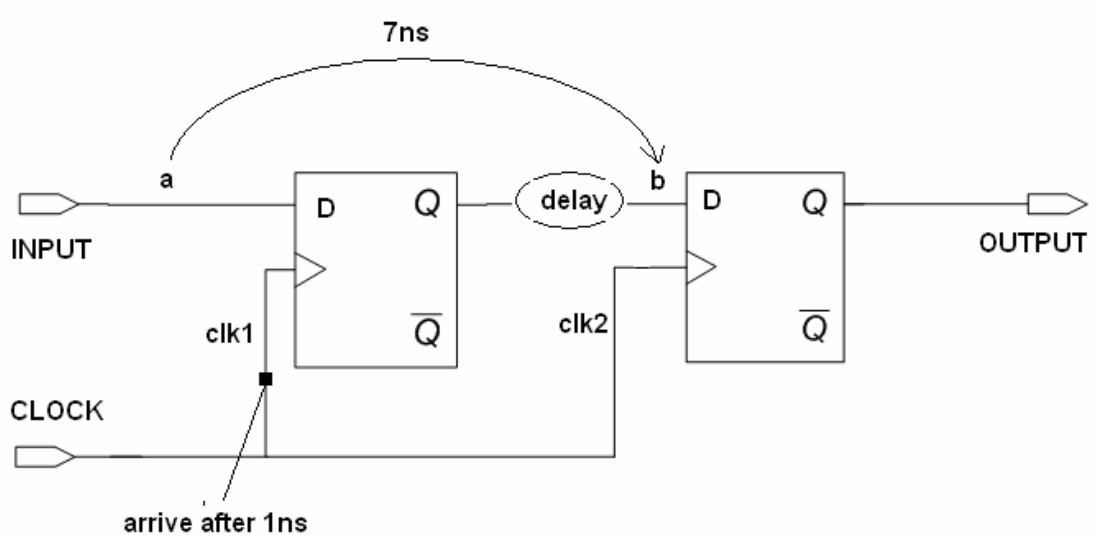 7ns
a
b
D
Q
delay
D
Q
INPUT
OUTPUT
clk1
Q
clk2
Q
CLOCK
arrive after 1ns